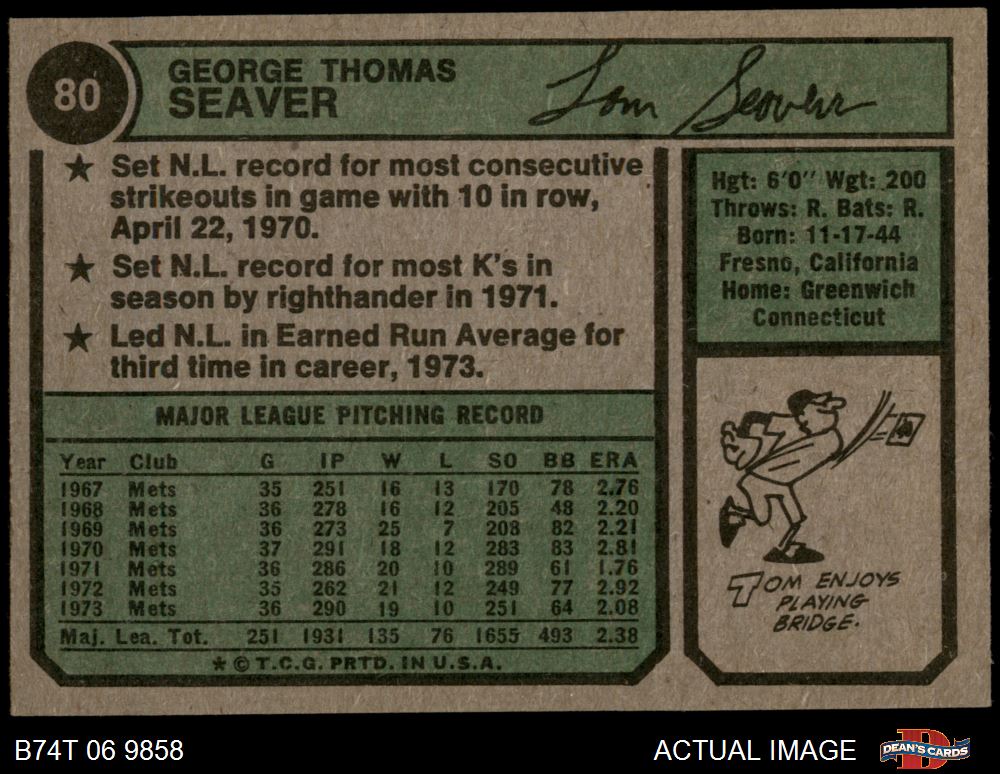 80
GEORGE THOMAS
SEAVER
Tom Seaver
★ Set N.L. record for most consecutive
strikeouts in game with 10 in row,
April 22, 1970.
★ Set N.L. record for most K's in
season by righthander in 1971.
★ Led N.L. in Earned Run Average for
third time in career, 1973.
Hgt: 6'0" Wgt: 200
Throws: R. Bats: R.
Born: 11-17-44
Fresno, California
Home: Greenwich
Connecticut
MAJOR LEAGUE PITCHING RECORD
Year Club G IP W L SO BB ERA
1967 Mets 35 251 16 13 170 78 2.76
1968 Mets 36 278 16 12 205 48 2.20
1969 Mets 36 273 25 7 208 82 2.21
1970 Mets 37 291 18 12 283 83 2.81
1971 Mets 36 286 20 10 289 61 1.76
1972 Mets 35 262 21 12 249 77 2.92
1973 Mets 36 290 19 10 251 64 2.08
Maj. Lea. Tot. 251 1931 135 76 1655 493 2.38
★ © T.C.G. PRTD. IN U.S.A.
TOM ENJOYS
PLAYING
BRIDGE.
B74T 06 9858
ACTUAL IMAGE
DEAN'S CARDS